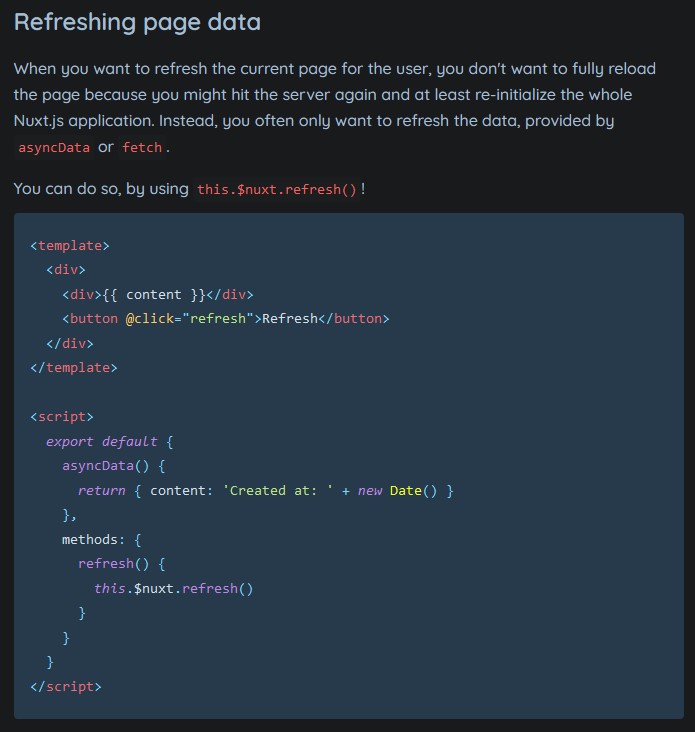 Refreshing page data
When you want to refresh the current page for the user, you don't want to fully reload
the page because you might hit the server again and at least re-initialize the whole
Nuxt.js application. Instead, you often only want to refresh the data, provided by
asyncData or fetch.
You can do so, by using this.$nuxt.refresh()!
<template>
  <div>
    <div>{{ content }}</div>
    <button @click="refresh">Refresh</button>
  </div>
</template>

<script>
  export default {
    asyncData() {
      return { content: 'Created at: ' + new Date() }
    },
    methods: {
      refresh() {
        this.$nuxt.refresh()
      }
    }
  }
</script>